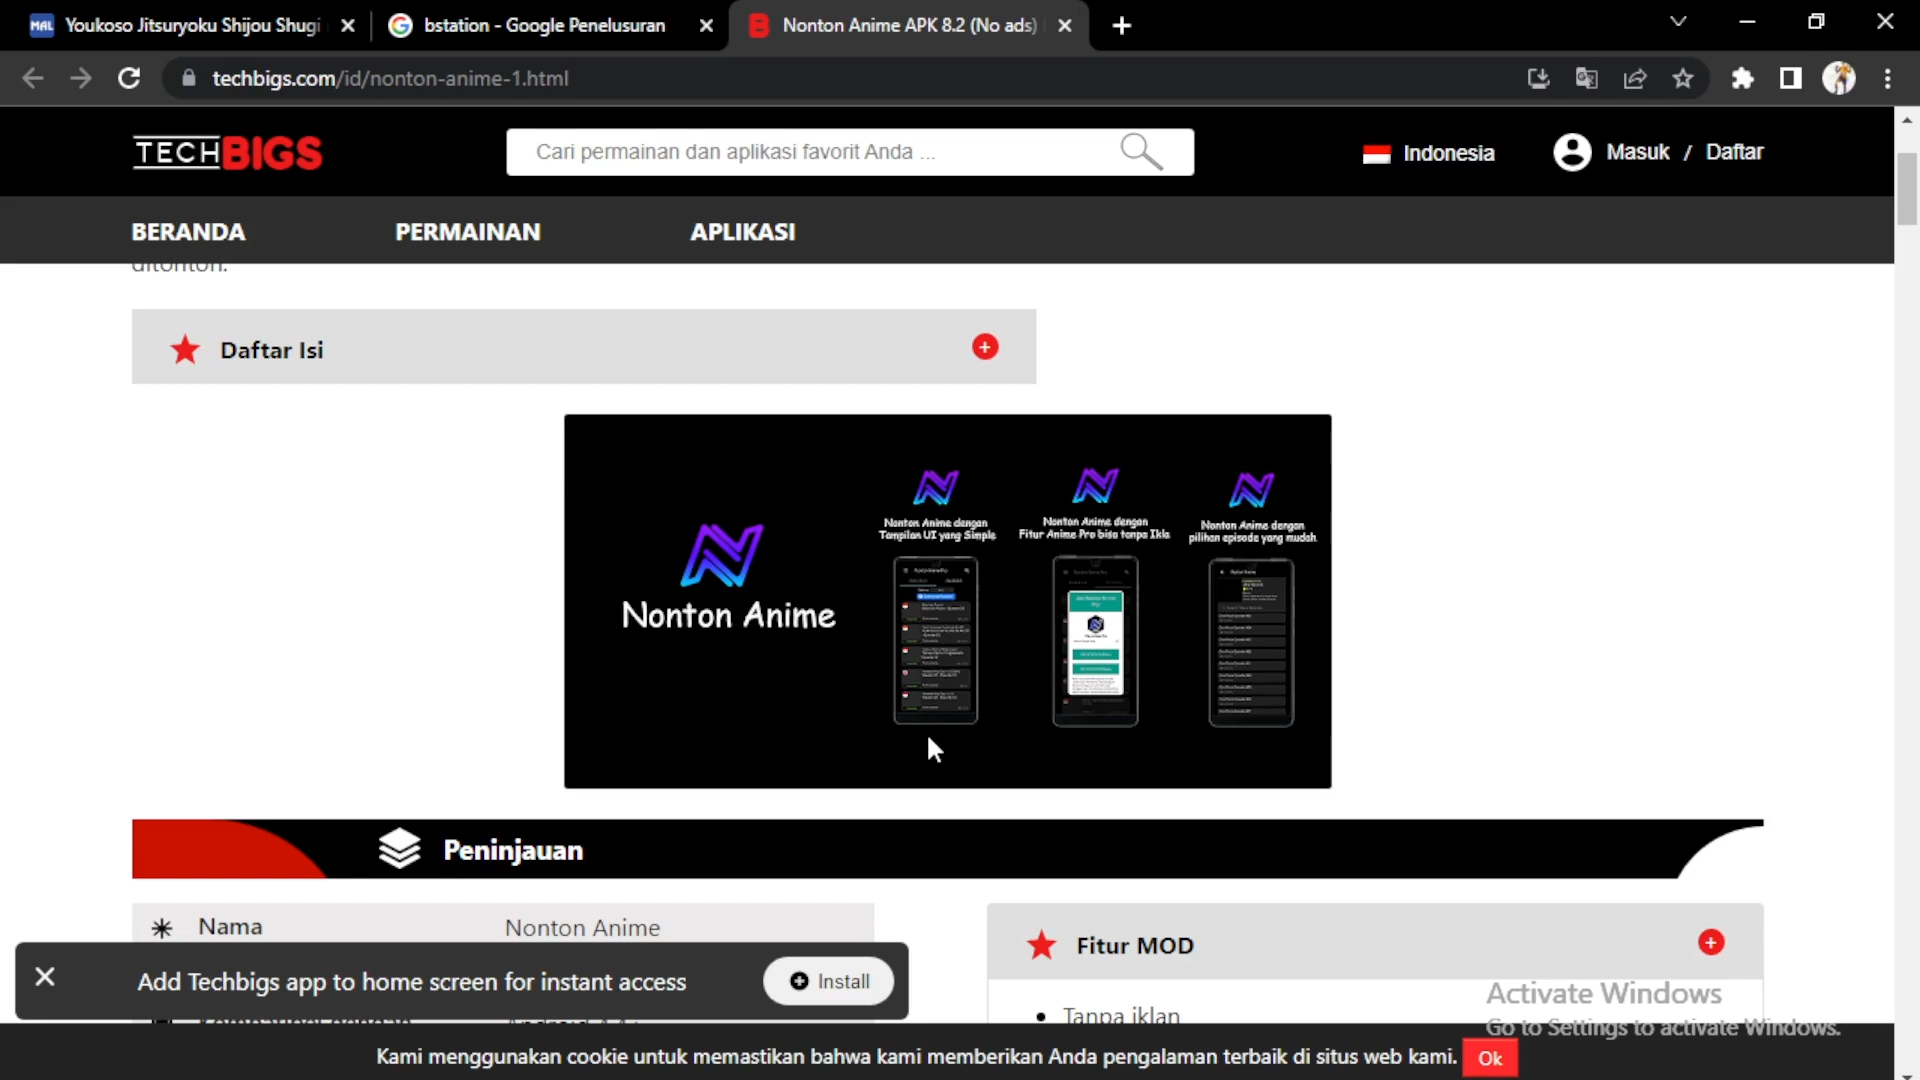 MAL Youkoso Jitsuryoku Shijou Shugi
bstation - Google Penelusuran
Nonton Anime APK 8.2 (No ads)
techbigs.com/id/nonton-anime-1.html
TECHBIGS
Cari permainan dan aplikasi favorit Anda ...
Indonesia
Masuk / Daftar
BERANDA
PERMAINAN
APLIKASI
ditonton.
Daftar Isi
Nonton Anime
Nonton Anime dengan
Tampilan UI yang Simple
Nonton Anime dengan
Fitur Anime Pro bisa tanpa Ikla
Nonton Anime dengan
pilihan episode yang mudah
Peninjauan
Nama
Nonton Anime
Fitur MOD
Tanpa iklan
Add Techbigs app to home screen for instant access
Install
Activate Windows
Go to Settings to activate Windows.
Kami menggunakan cookie untuk memastikan bahwa kami memberikan Anda pengalaman terbaik di situs web kami.
Ok